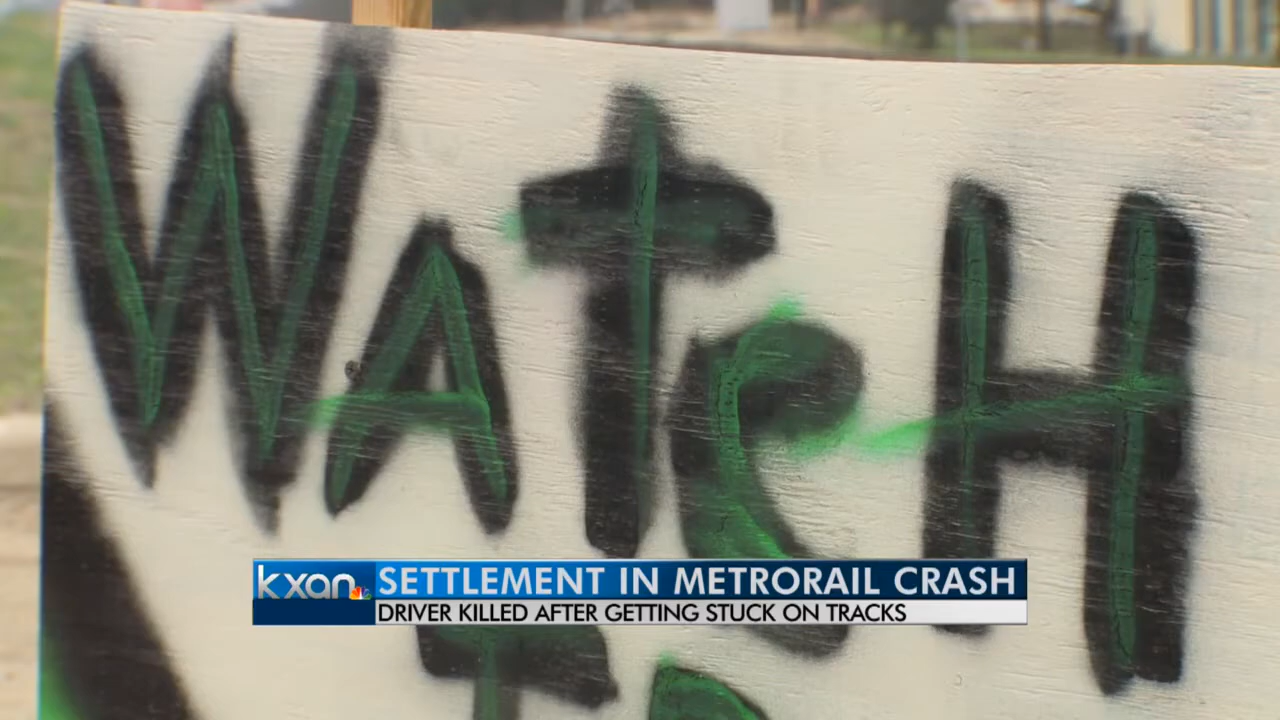 WATcH
kxan SETTLEMENT IN METRORAIL CRASH
DRIVER KILLED AFTER GETTING STUCK ON TRACKS